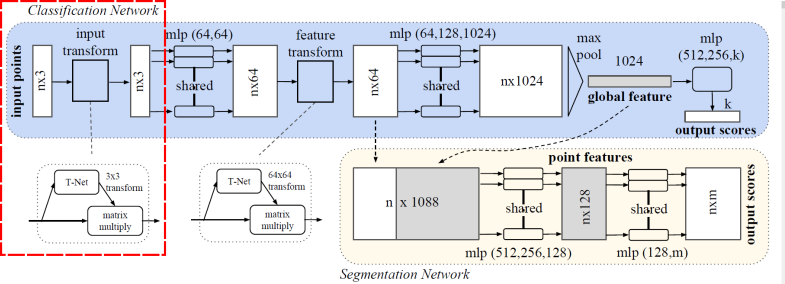 Classification Network
input points
nx3
input
transform
nx3
mlp (64,64)
shared
nx64
feature
transform
nx64
mlp (64,128,1024)
shared
nx1024
max
pool
1024
global feature
mlp
(512,256,k)
k
output scores
T-Net
3x3
transform
matrix
multiply
T-Net
64x64
transform
matrix
multiply
point features
n x 1088
shared
mlp (512,256,128)
nx128
shared
mlp (128,m)
nxm
output scores
Segmentation Network